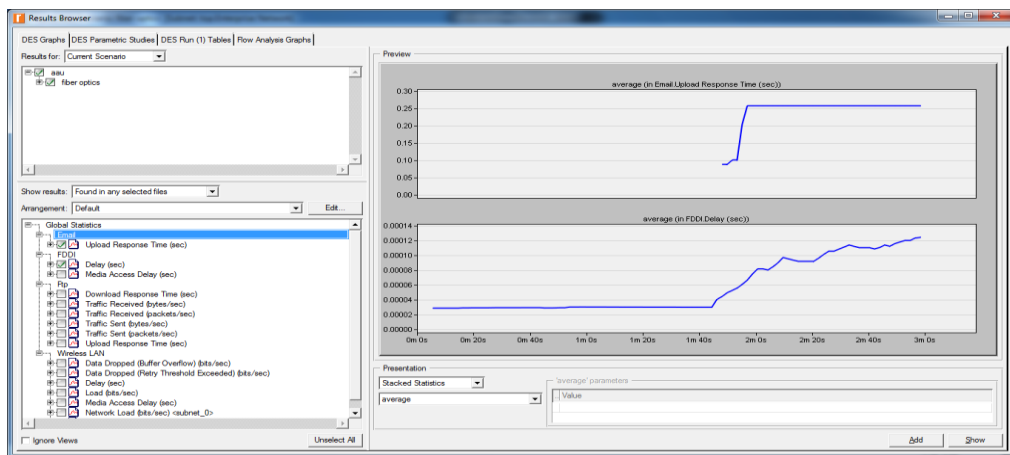 Results Browser
DES Graphs DES Parametric Studies DES Run (1) Tables Flow Analysis Graphs
Results for: Current Scenario
aau
fiber optics
Show results: Found in any selected files
Arrangement: Default Edit...
Global Statistics
Email
Upload Response Time (sec)
FDDI
Delay (sec)
Media Access Delay (sec)
Ftp
Download Response Time (sec)
Traffic Received (bytes/sec)
Traffic Received (packets/sec)
Traffic Sent (bytes/sec)
Traffic Sent (packets/sec)
Upload Response Time (sec)
Wireless LAN
Data Dropped (Buffer Overflow) (bits/sec)
Data Dropped (Retry Threshold Exceeded) (bits/sec)
Delay (sec)
Load (bits/sec)
Media Access Delay (sec)
Network Load (bits/sec) <subnet_0>
Ignore Views Unselect All
Preview
average (in Email.Upload Response Time (sec))
0.30
0.25
0.20
0.15
0.10
0.05
0.00
average (in FDDI.Delay (sec))
0.00014
0.00012
0.00010
0.00008
0.00006
0.00004
0.00002
0.00000
0m 0s 0m 20s 0m 40s 1m 0s 1m 20s 1m 40s 2m 0s 2m 20s 2m 40s 3m 0s
Presentation
Stacked Statistics
average
'average' parameters
Value
Add Show